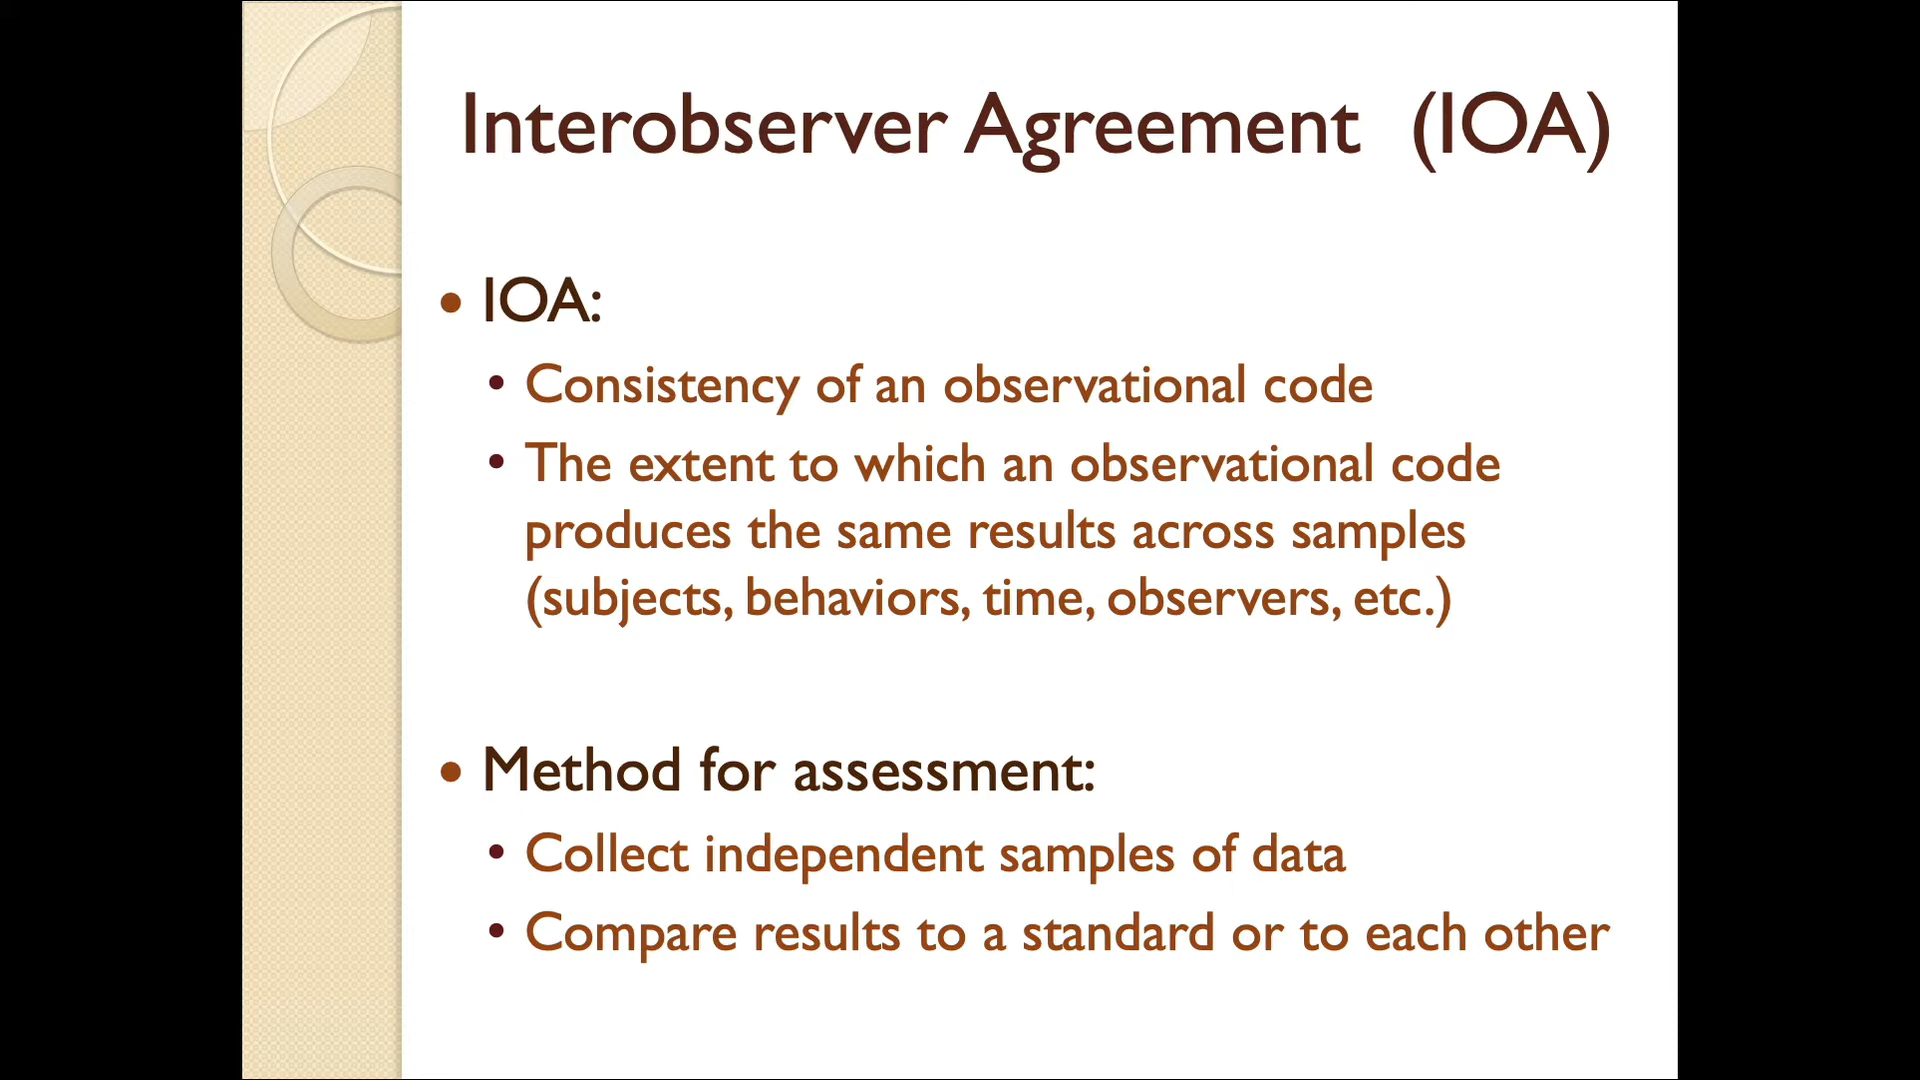 Interobserver Agreement (IOA)
• IOA:
• Consistency of an observational code
• The extent to which an observational code
produces the same results across samples
(subjects, behaviors, time, observers, etc.)
• Method for assessment:
• Collect independent samples of data
• Compare results to a standard or to each other